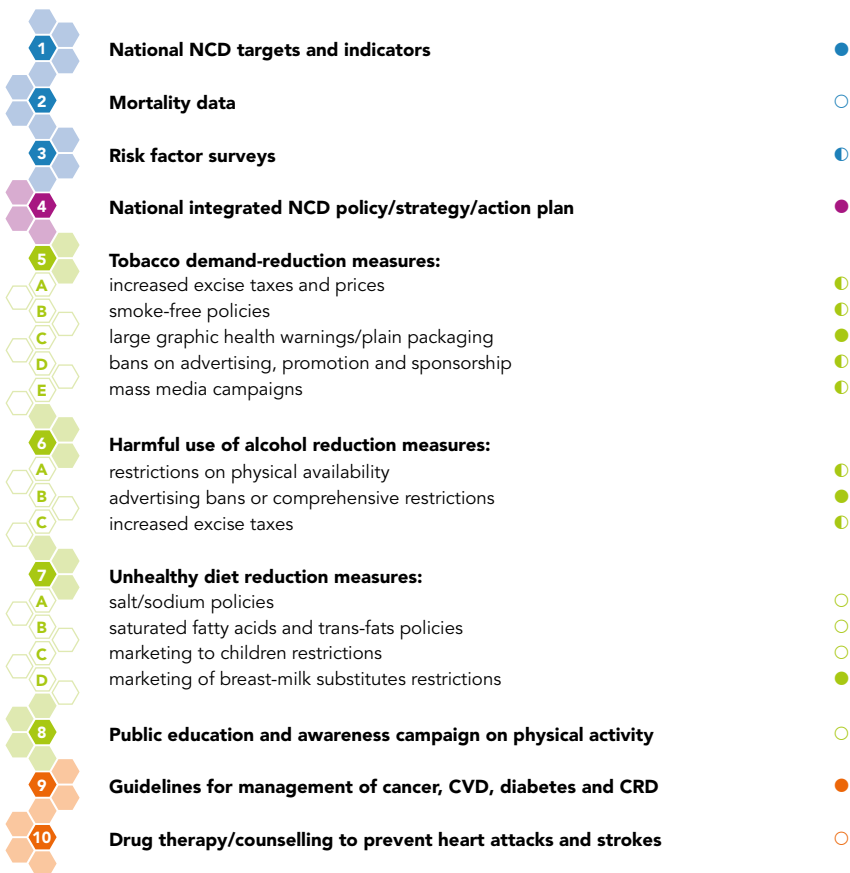 1 National NCD targets and indicators
2 Mortality data
3 Risk factor surveys
4 National integrated NCD policy/strategy/action plan
5 Tobacco demand-reduction measures:
A increased excise taxes and prices
B smoke-free policies
C large graphic health warnings/plain packaging
D bans on advertising, promotion and sponsorship
E mass media campaigns
6 Harmful use of alcohol reduction measures:
A restrictions on physical availability
B advertising bans or comprehensive restrictions
C increased excise taxes
7 Unhealthy diet reduction measures:
A salt/sodium policies
B saturated fatty acids and trans-fats policies
C marketing to children restrictions
D marketing of breast-milk substitutes restrictions
8 Public education and awareness campaign on physical activity
9 Guidelines for management of cancer, CVD, diabetes and CRD
10 Drug therapy/counselling to prevent heart attacks and strokes